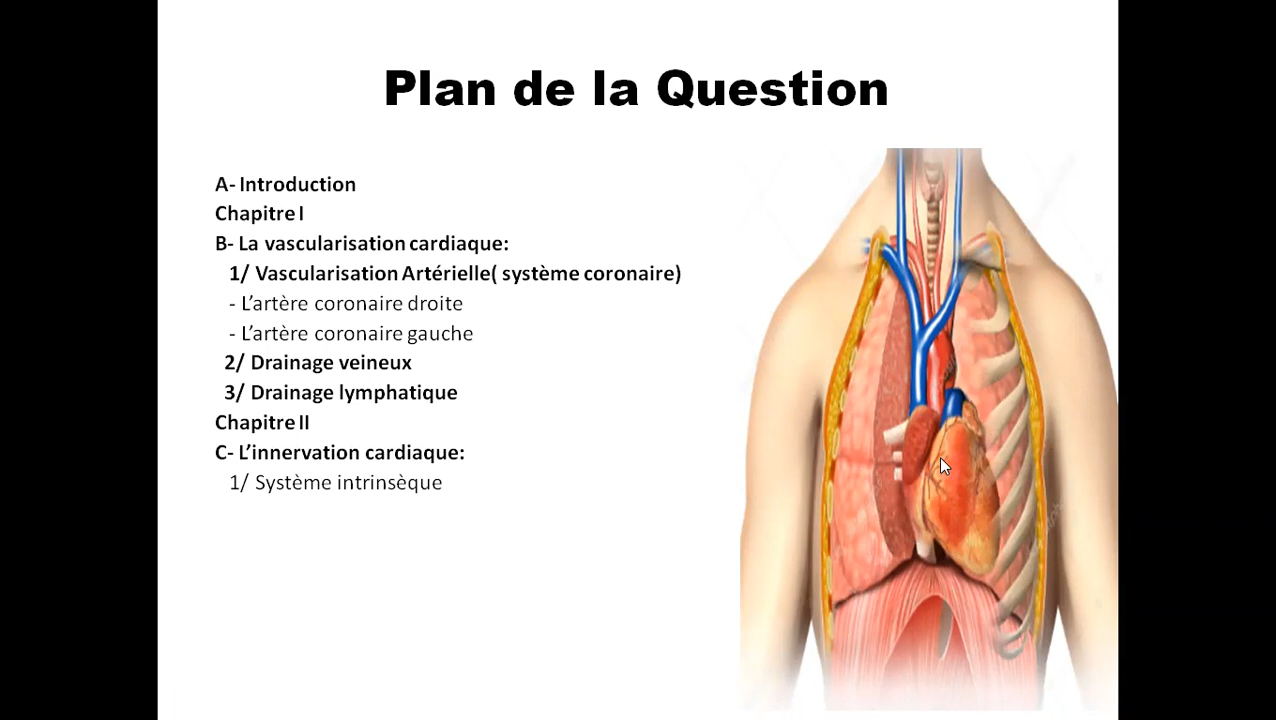 Plan de la Question
A- Introduction
Chapitre I
B- La vascularisation cardiaque:
1/ Vascularisation Artérielle( système coronaire)
- L’artère coronaire droite
- L’artère coronaire gauche
2/ Drainage veineux
3/ Drainage lymphatique
Chapitre II
C- L’innervation cardiaque:
1/ Système intrinsèque